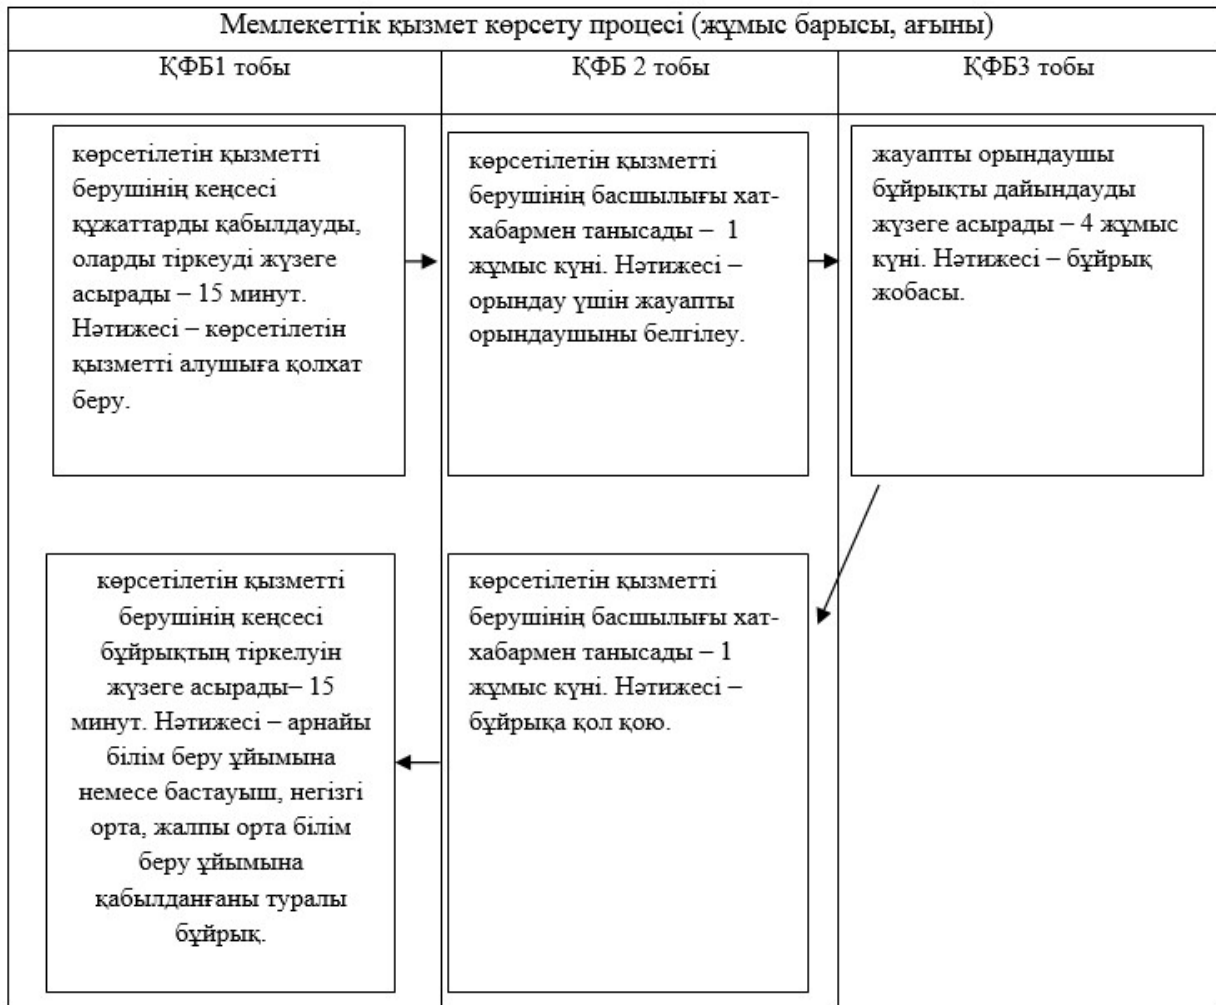 Мемлекеттік қызмет көрсету процесі (жұмыс барысы, ағыны)
ҚФБ1 тобы
ҚФБ 2 тобы
ҚФБ3 тобы
көрсетілетін қызметті
берушінің кеңсесі
құжаттарды қабылдауды,
оларды тіркеуді жүзеге
асырады – 15 минут.
Нәтижесі – көрсетілетін
қызметті алушыға қолхат
беру.
көрсетілетін қызметті
берушінің басшылығы хат-
хабармен танысады – 1
жұмыс күні. Нәтижесі –
орындау үшін жауапты
орындаушыны белгілеу.
жауапты орындаушы
бұйрықты дайындауды
жүзеге асырады – 4 жұмыс
күні. Нәтижесі – бұйрық
жобасы.
көрсетілетін қызметті
берушінің кеңсесі
бұйрықтың тіркелуін
жүзеге асырады– 15
минут. Нәтижесі – арнайы
білім беру ұйымына
немесе бастауыш, негізгі
орта, жалпы орта білім
беру ұйымына
қабылданғаны туралы
бұйрық.
көрсетілетін қызметті
берушінің басшылығы хат-
хабармен танысады – 1
жұмыс күні. Нәтижесі –
бұйрыққа қол қою.